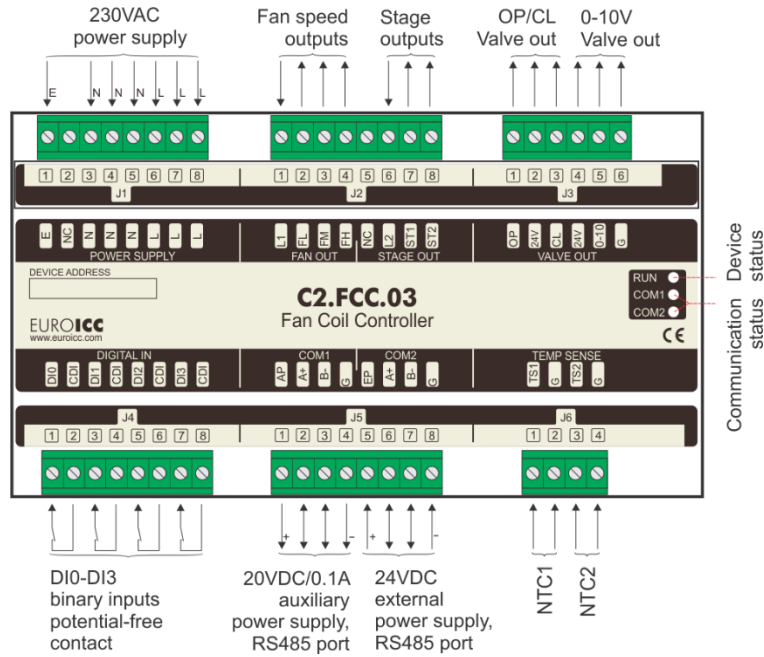 230VAC
power supply
Fan speed
outputs
Stage
outputs
OP/CL
Valve out
0-10V
Valve out
E N N N L L L
1 2 3 4 5 6 7 8
J1
1 2 3 4 5 6 7 8
J2
1 2 3 4 5 6
J3
E NC N N N L L L
POWER SUPPLY
L1 FL FM FH NC L2 ST1 ST2
FAN OUT STAGE OUT
OP 24V CL 24V 0-10 G
VALVE OUT
DEVICE ADDRESS
C2.FCC.03
Fan Coil Controller
EUROICC
www.euroicc.com
RUN
COM1
COM2
CE
Device
status
Communication
status
DIGITAL IN
DI0 CDI DI1 CDI DI2 CDI DI3 CDI
COM1 COM2
AP A+ B- G EP A+ B- G
TEMP SENSE
TS1 G TS2 G
J4
1 2 3 4 5 6 7 8
J5
1 2 3 4 5 6 7 8
J6
1 2 3 4
+ - + -
DI0-DI3
binary inputs
potential-free
contact
20VDC/0.1A
auxiliary
power supply,
RS485 port
24VDC
external
power supply,
RS485 port
NTC1
NTC2